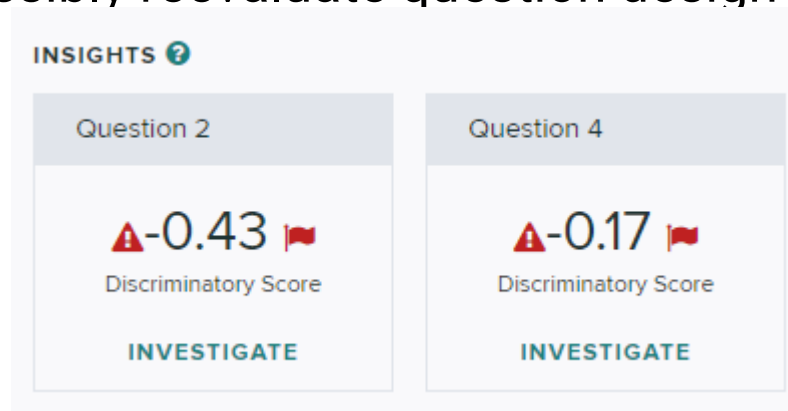 INSIGHTS ?
Question 2
-0.43
Discriminatory Score
INVESTIGATE
Question 4
-0.17
Discriminatory Score
INVESTIGATE